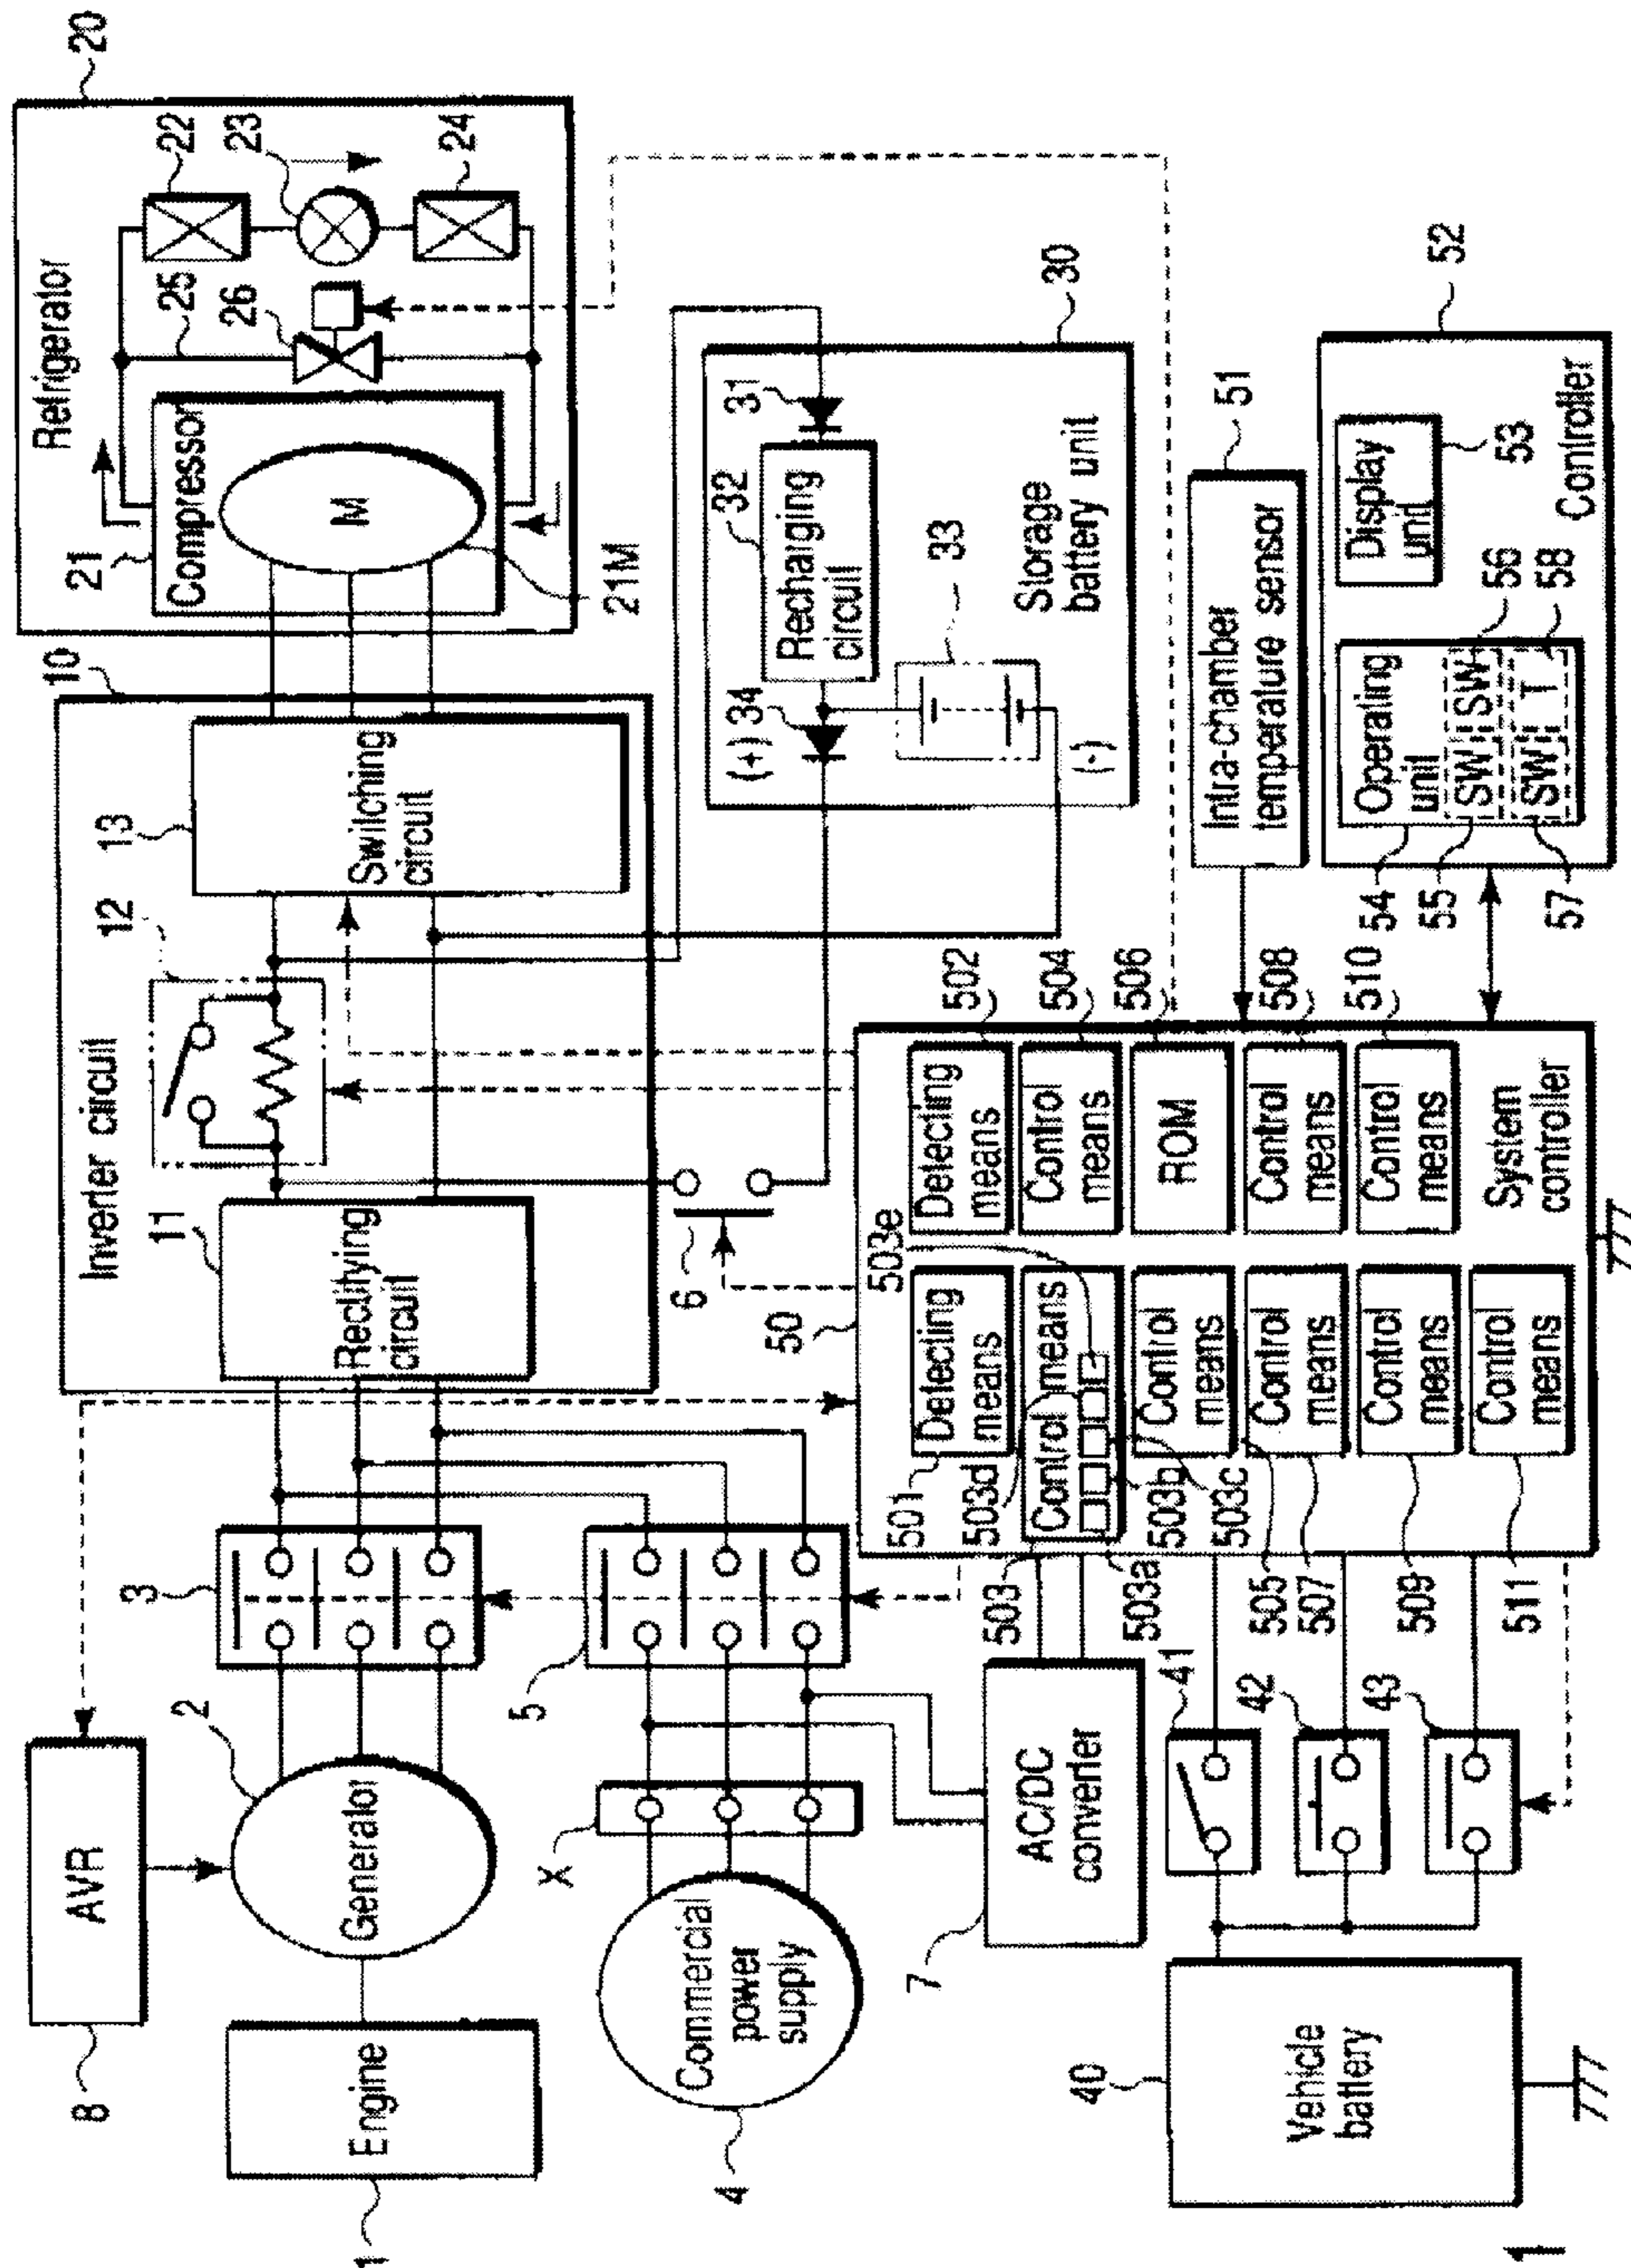 8
AVR
1
Engine
2
Generator
3
4
Commercial
power
supply
X
5
7
AC/DC
converter
40
Vehicle
battery
41
42
43
Inverter circuit
10
11
Rectifying
circuit
12
13
Switching
circuit
6
20
Refrigerator
21
Compressor
M
21M
22
23
24
25
26
30
Storage
battery unit
31
32
Recharging
circuit
33
34
(+)
(-)
50
System
controller
501
Detecting
means
502
Detecting
means
503
Control means
503a
503b
503c
503d
503e
504
Control
means
505
Control
means
506
ROM
507
Control
means
508
Control
means
509
Control
means
510
Control
means
511
Control
means
51
Intra-chamber
temperature sensor
52
Controller
53
Display
unit
54
Operating
unit
55
SW
56
SW
57
SW
58
T
1